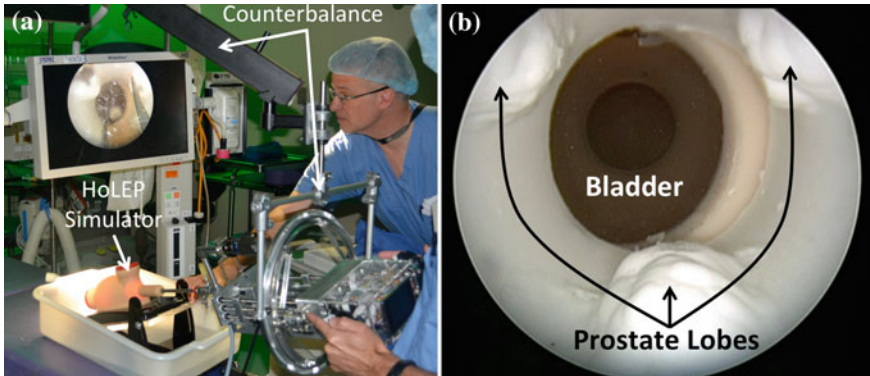 (a)
Counterbalance
HoLEP
Simulator
(b)
Bladder
Prostate Lobes